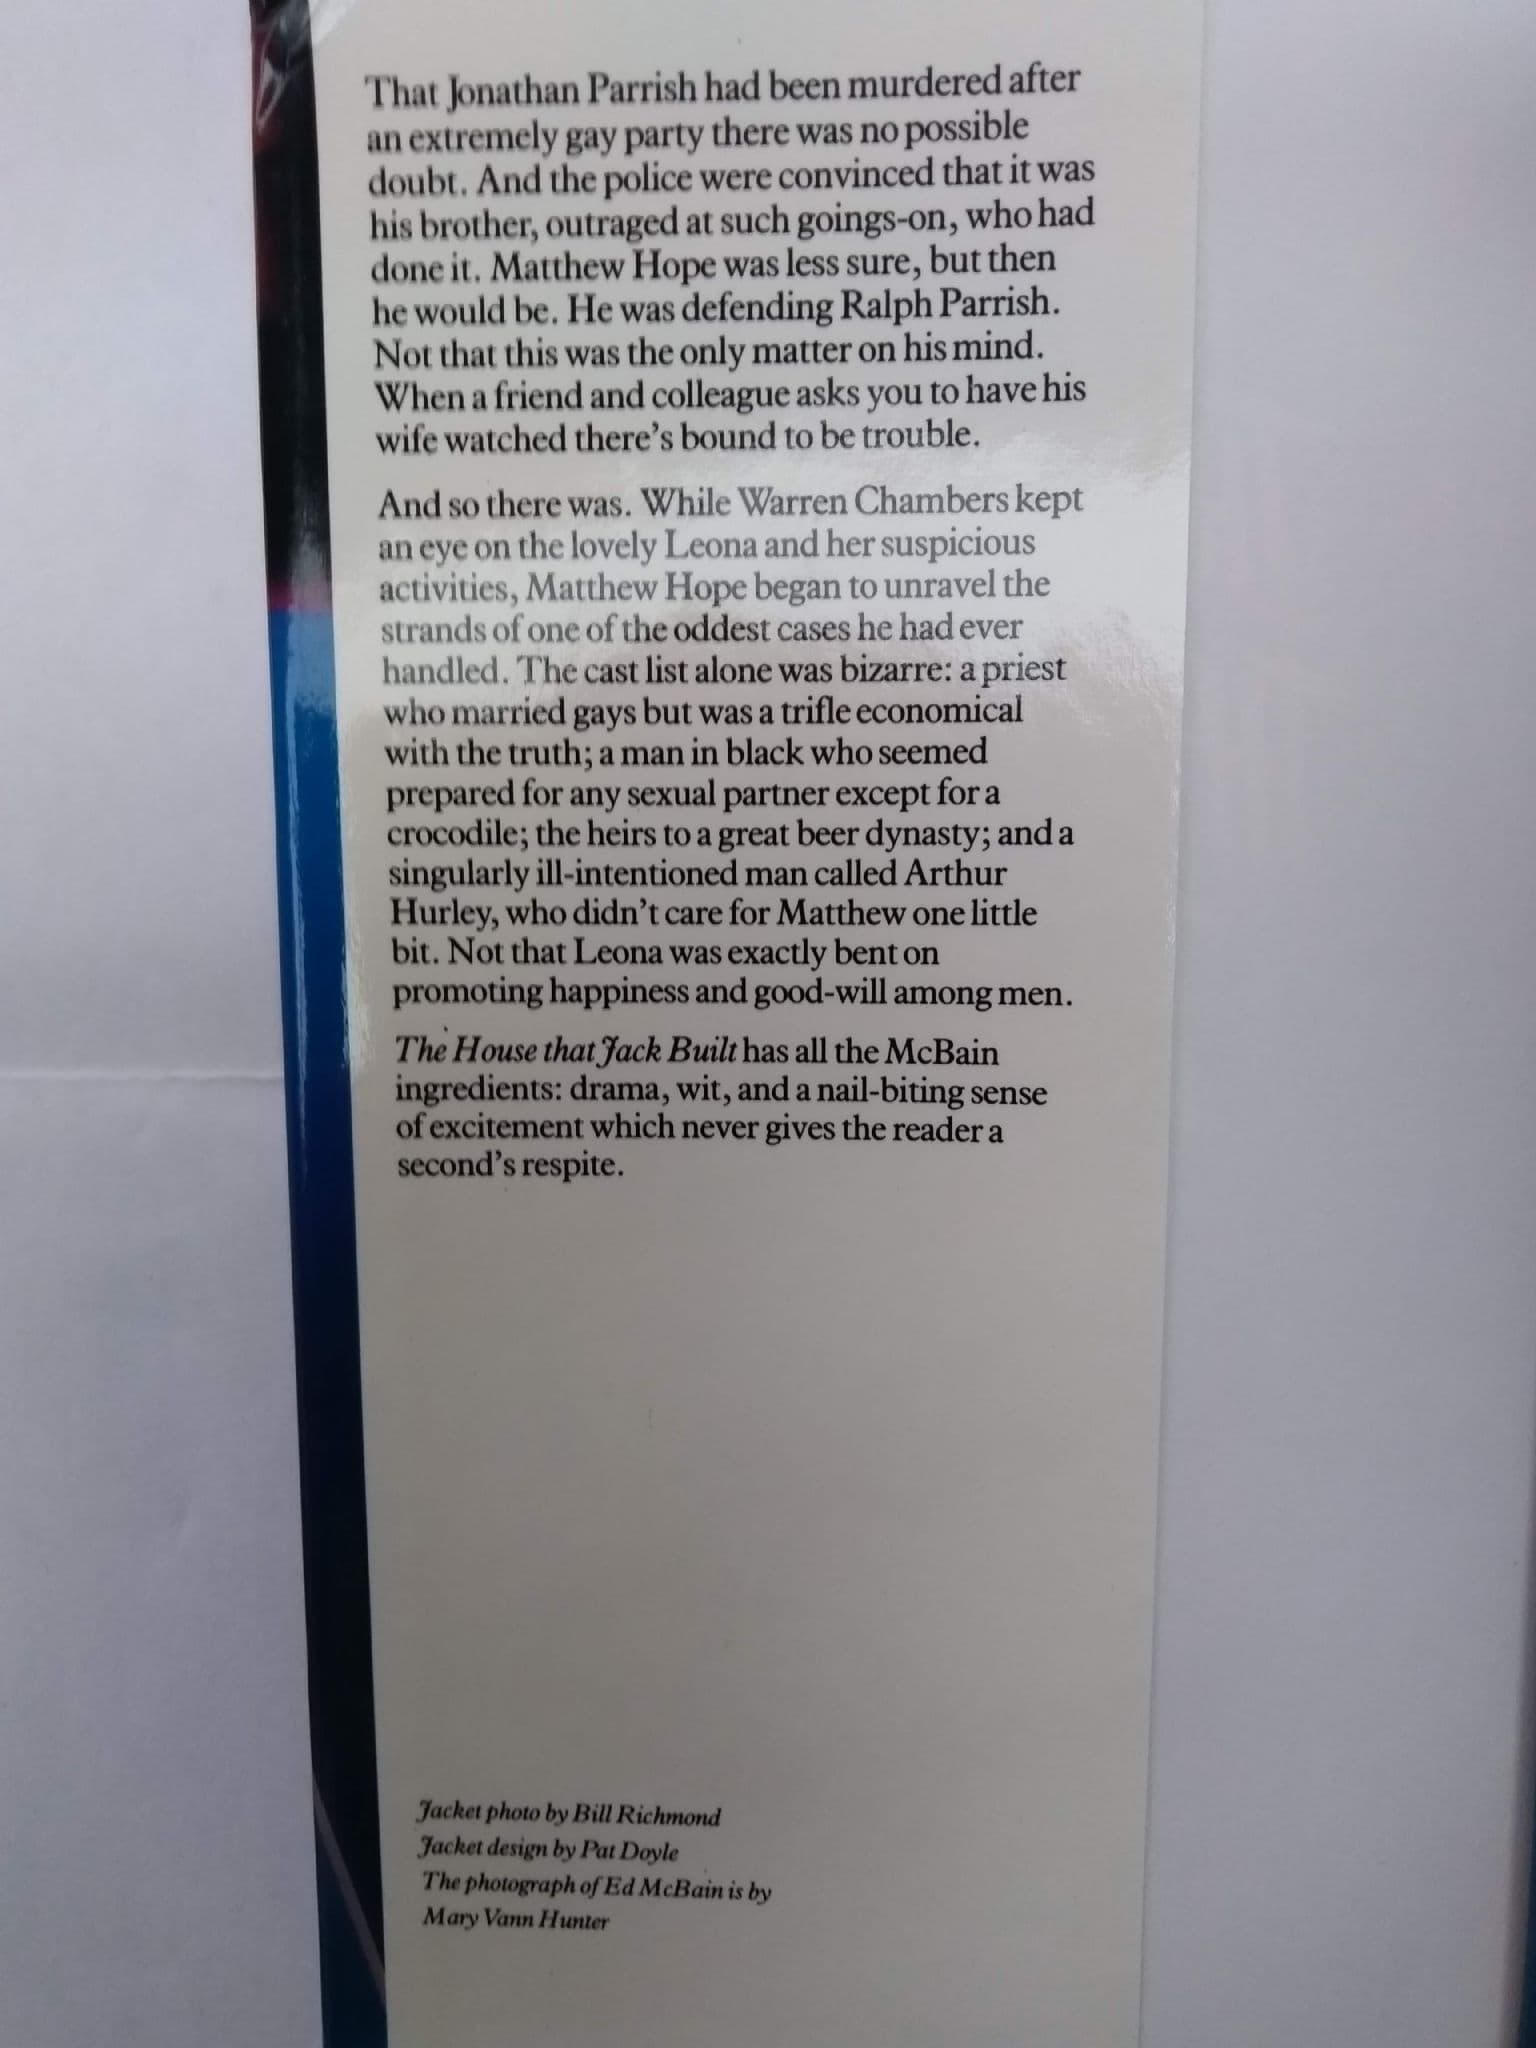 That Jonathan Parrish had been murdered after
an extremely gay party there was no possible
doubt. And the police were convinced that it was
his brother, outraged at such goings-on, who had
done it. Matthew Hope was less sure, but then
he would be. He was defending Ralph Parrish.
Not that this was the only matter on his mind.
When a friend and colleague asks you to have his
wife watched there's bound to be trouble.
And so there was. While Warren Chambers kept
an eye on the lovely Leona and her suspicious
activities, Matthew Hope began to unravel the
strands of one of the oddest cases he had ever
handled. The cast list alone was bizarre: a priest
who married gays but was a trifle economical
with the truth; a man in black who seemed
prepared for any sexual partner except for a
crocodile; the heirs to a great beer dynasty; and a
singularly ill-intentioned man called Arthur
Hurley, who didn't care for Matthew one little
bit. Not that Leona was exactly bent on
promoting happiness and good-will among men.
The House that Jack Built has all the McBain
ingredients: drama, wit, and a nail-biting sense
of excitement which never gives the reader a
second's respite.
Jacket photo by Bill Richmond
Jacket design by Pat Doyle
The photograph of Ed McBain is by
Mary Vann Hunter